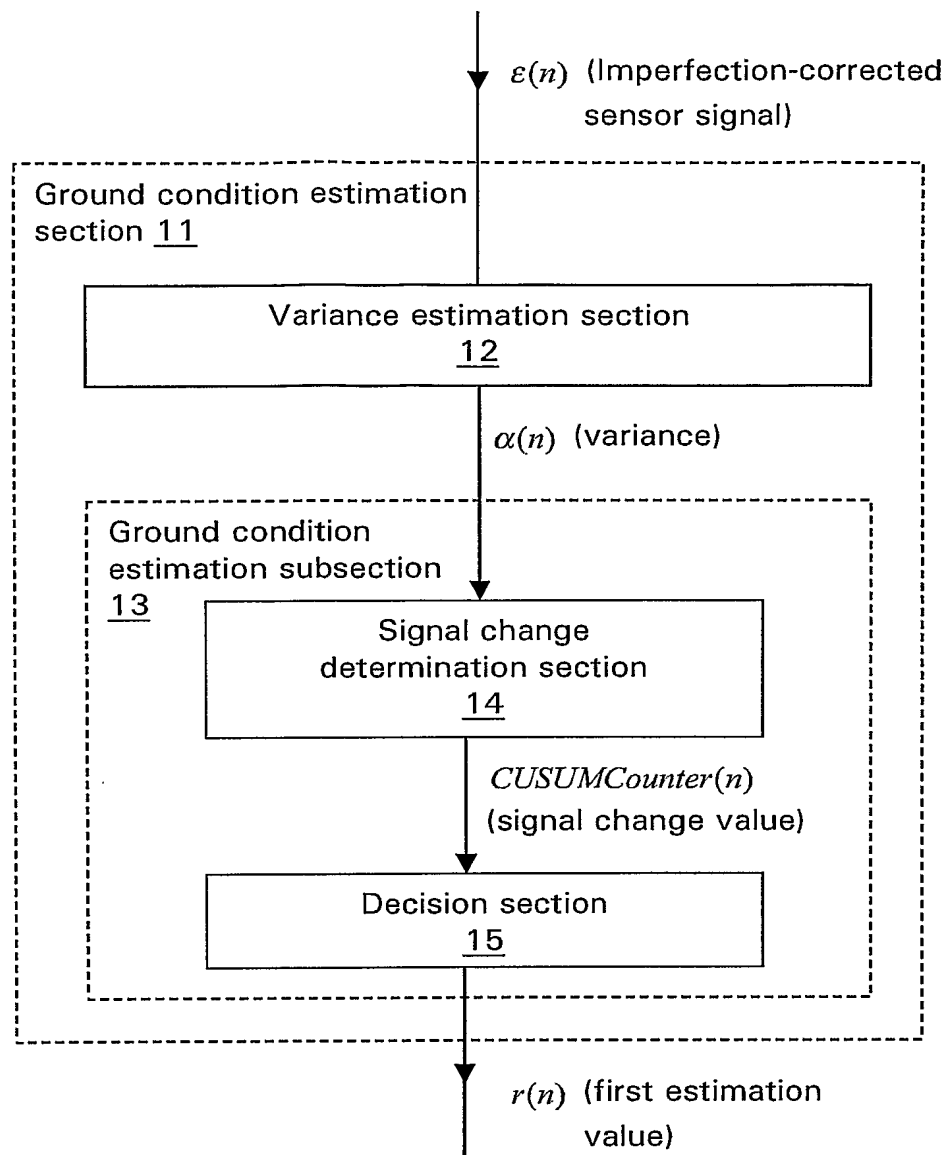 ε(n) (Imperfection-corrected
sensor signal)
Ground condition estimation
section 11
Variance estimation section
12
α(n) (variance)
Ground condition
estimation subsection
13
Signal change
determination section
14
CUSUMCounter(n)
(signal change value)
Decision section
15
r(n) (first estimation
value)